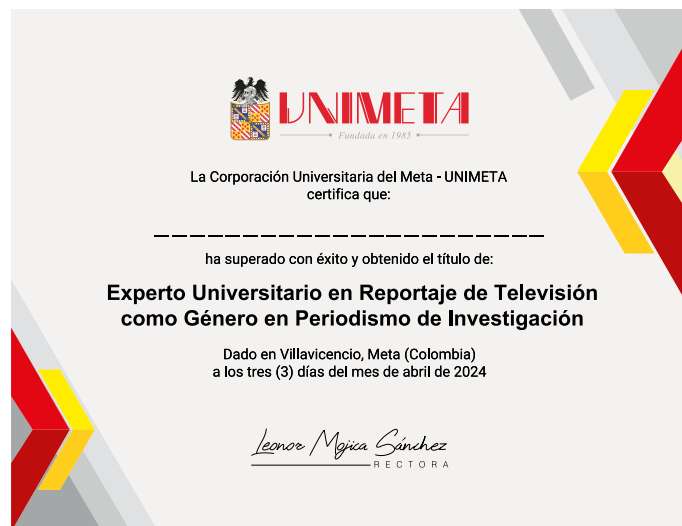 UNIMETA
Fundada en 1985
La Corporación Universitaria del Meta - UNIMETA
certifica que:
ha superado con éxito y obtenido el título de:
Experto Universitario en Reportaje de Televisión
como Género en Periodismo de Investigación
Dado en Villavicencio, Meta (Colombia)
a los tres (3) días del mes de abril de 2024
Leonor Mojica Sánchez
RECTORA